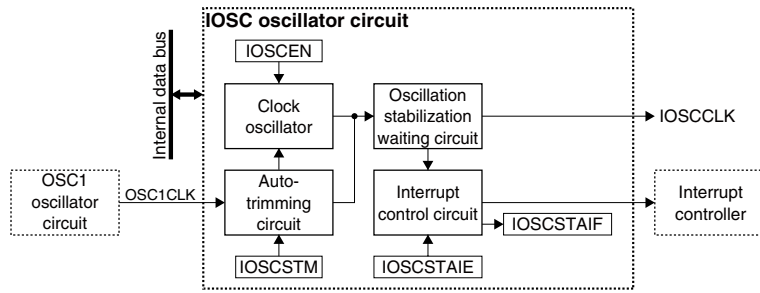 IOSC oscillator circuit
Internal data bus
IOSCEN
Clock
oscillator
Oscillation
stabilization
waiting circuit
IOSCCLK
OSC1
oscillator
circuit
OSC1CLK
Auto-
trimming
circuit
Interrupt
control circuit
Interrupt
controller
IOSCSTAIF
IOSCSTM
IOSCSTAIE